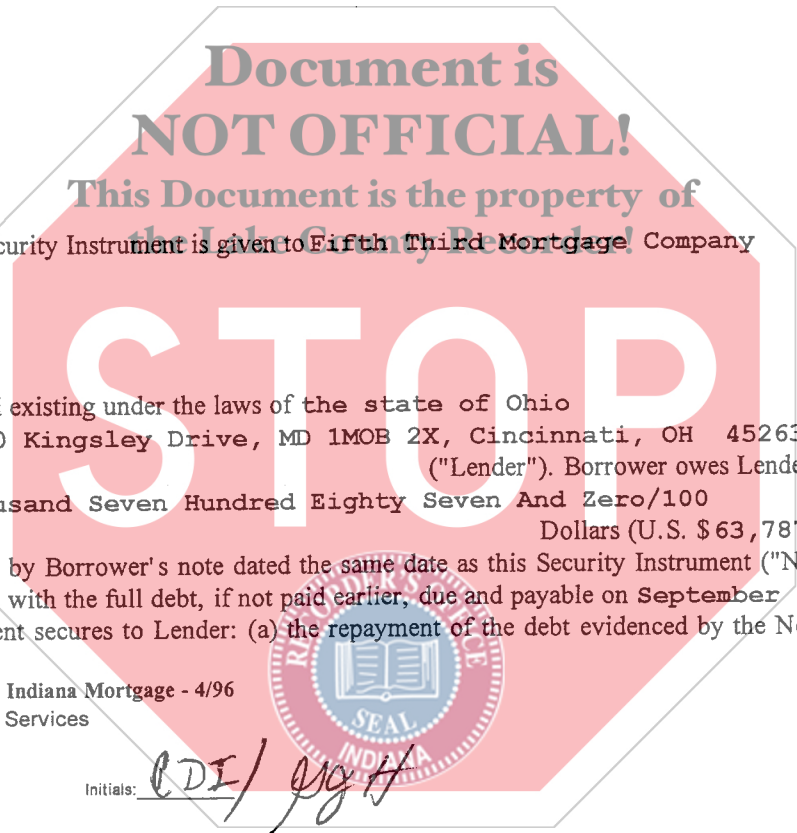 Document is
NOT OFFICIAL!
This Document is the property of
the Lake County Recorder!
curity Instrument is given to Fifth Third Mortgage Company
STOP
existing under the laws of the state of Ohio
0 Kingsley Drive, MD 1MOB 2X, Cincinnati, OH 45263
("Lender"). Borrower owes Lende
usand Seven Hundred Eighty Seven And Zero/100
Dollars (U.S. $ 63,787
by Borrower's note dated the same date as this Security Instrument ("N
with the full debt, if not paid earlier, due and payable on September
ent secures to Lender: (a) the repayment of the debt evidenced by the No
RECORDER'S OFFICE
SEAL
INDIANA
Indiana Mortgage - 4/96
Services
Initials: CDI/